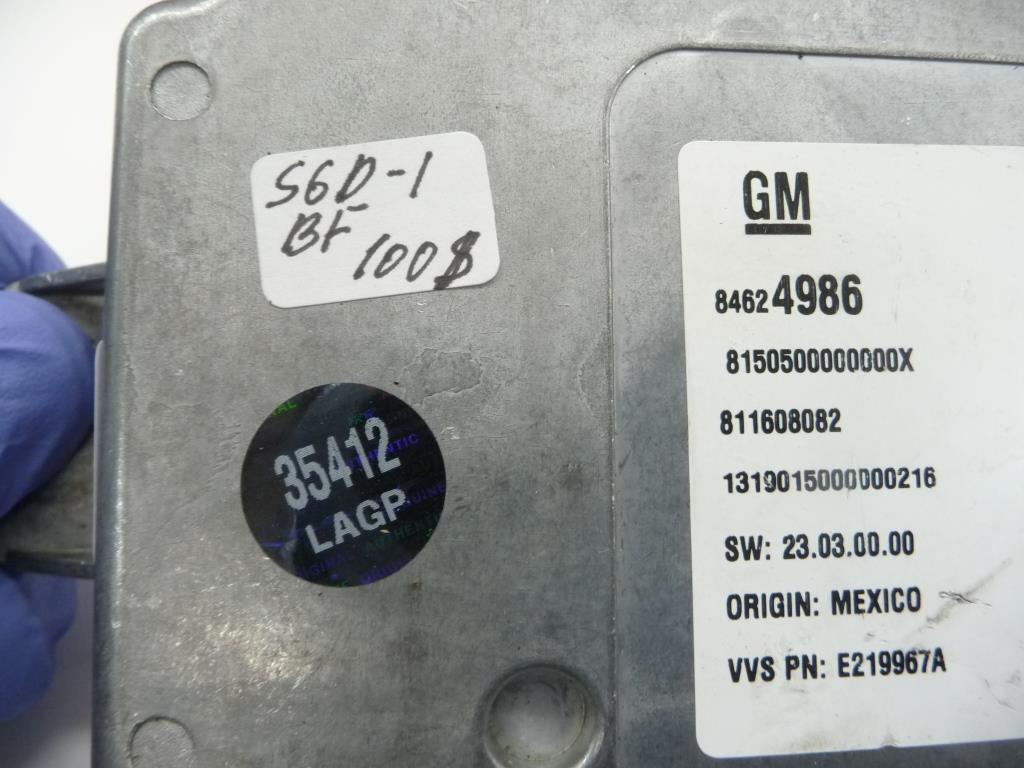 S6D-1
BF
100$
35412
LAGP
GM
84624986
8150500000000X
811608082
1319015000000216
SW: 23.03.00.00
ORIGIN: MEXICO
VVS PN: E219967A